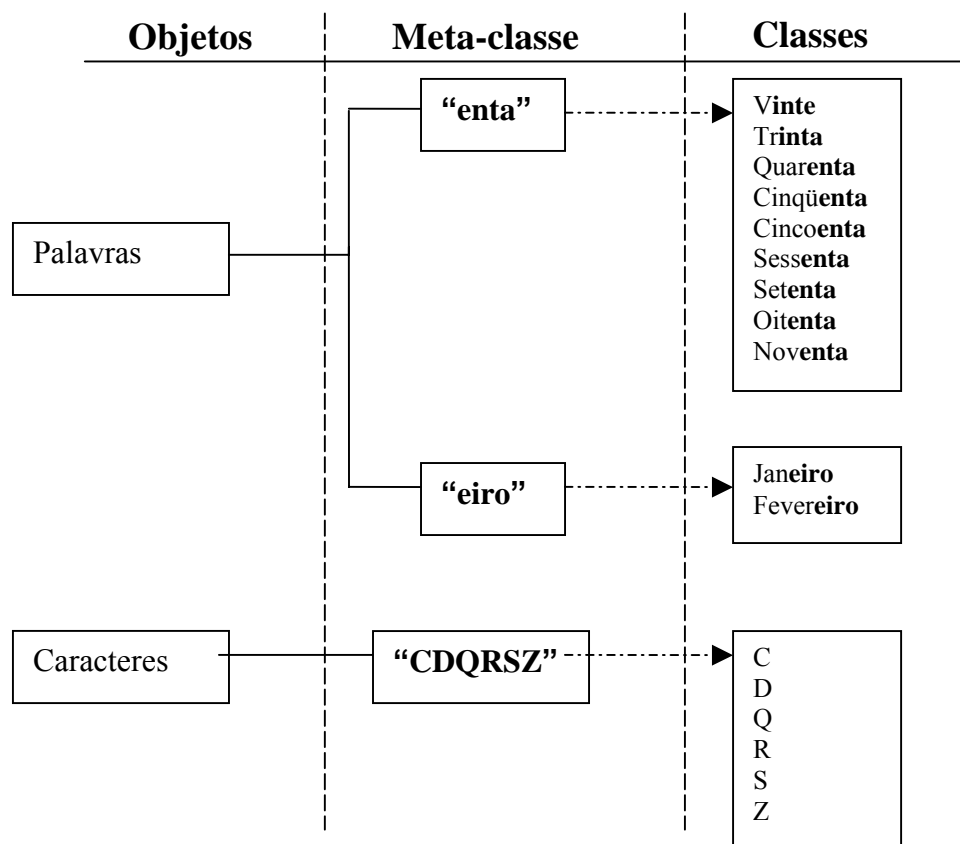 Objetos Meta-classe Classes
“enta”
Vinte
Trinta
Quarenta
Cinqüenta
Cincoenta
Sessenta
Setenta
Oitenta
Noventa
Palavras
“eiro”
Janeiro
Fevereiro
Caracteres
“CDQRSZ”
C
D
Q
R
S
Z